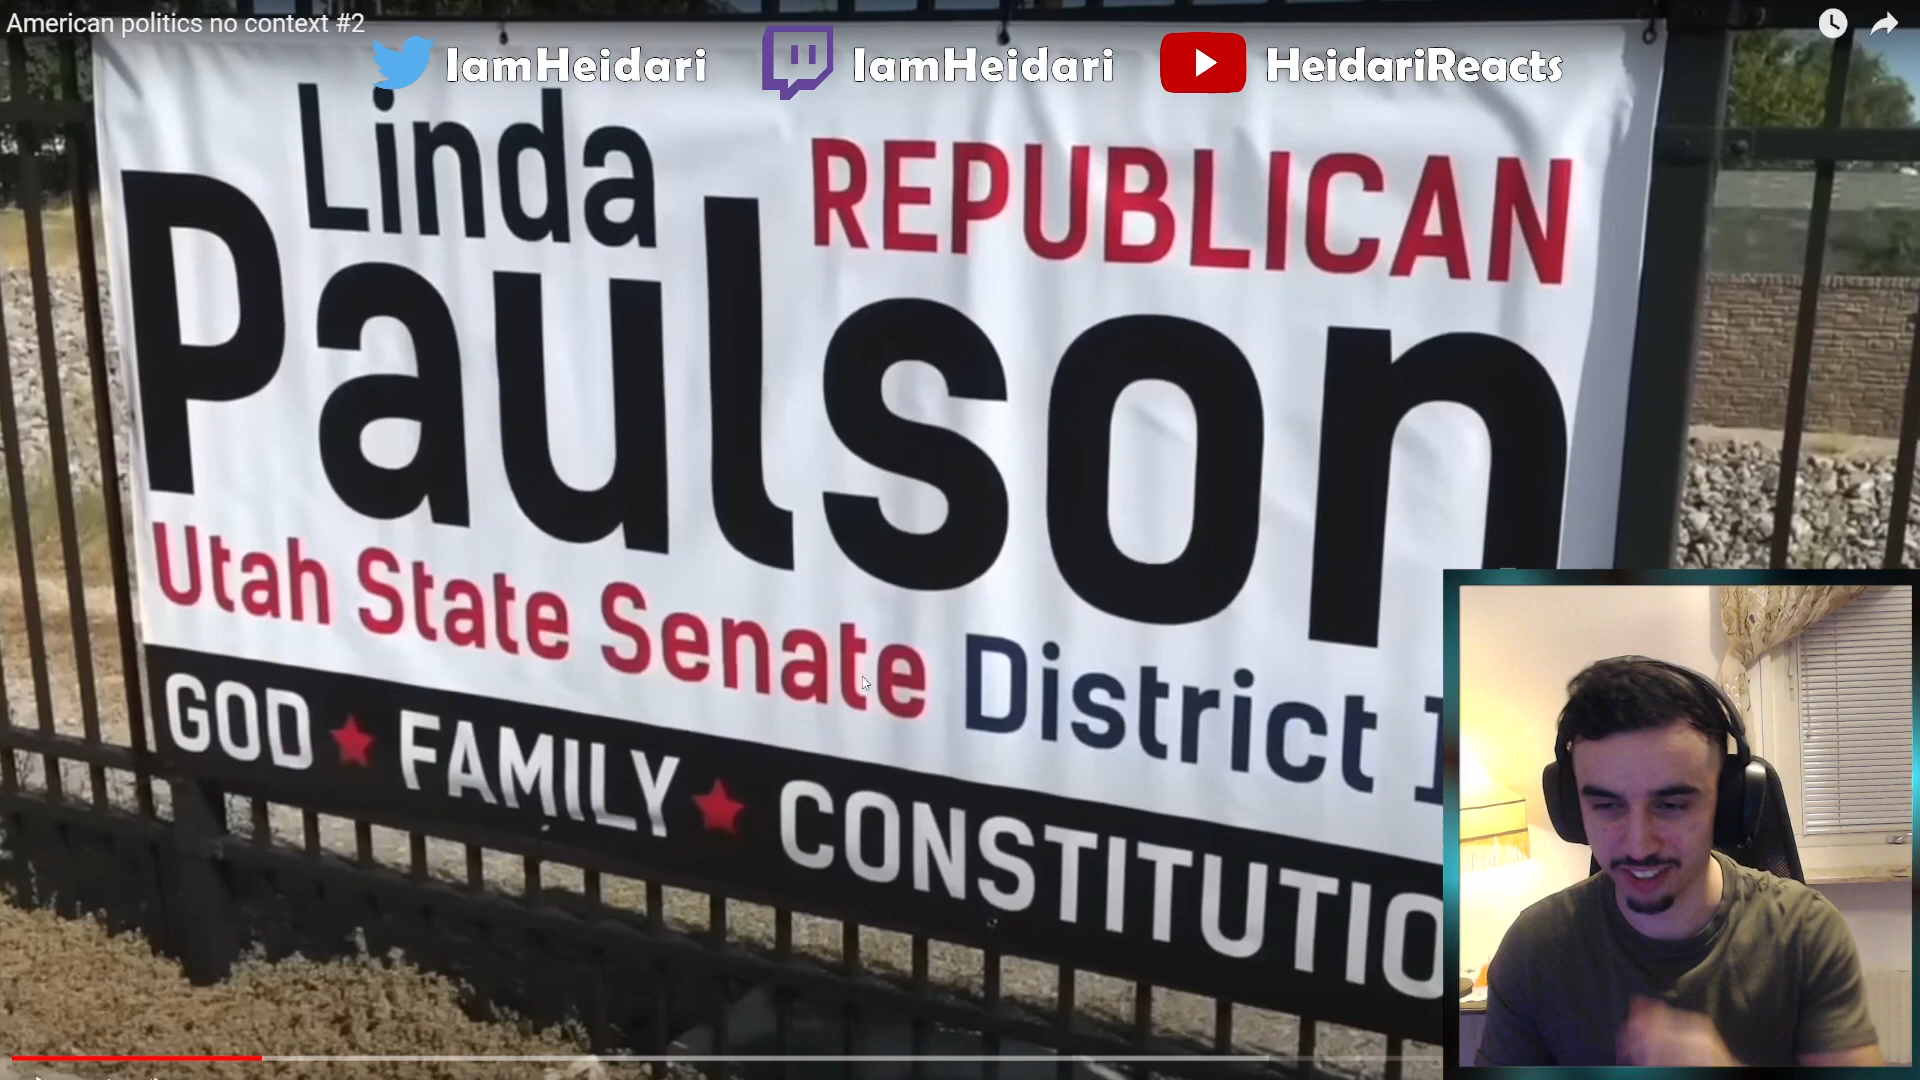 American politics no context #2
IamHeidari IamHeidari HeidariReacts
Linda
REPUBLICAN
Paulson
Utah State Senate District
GOD ★ FAMILY ★ CONSTITUTIO